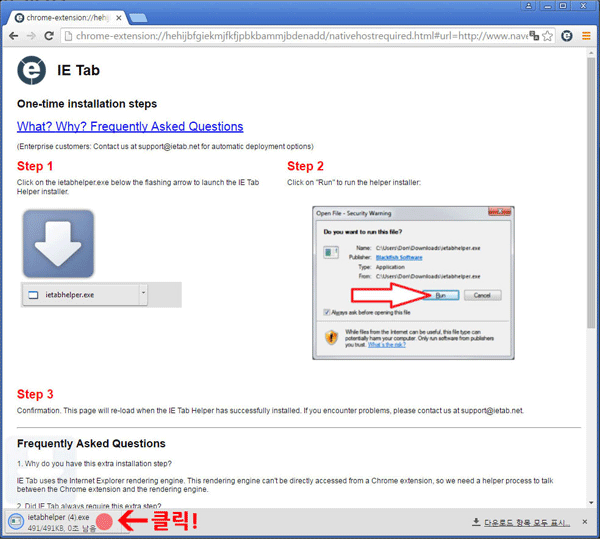 chrome-extension://hehi
chrome-extension://hehijbfgiekmjfkfjpbkbammjbdenadd/nativehostrequired.html#url=http://www.nave
IE Tab
One-time installation steps
What? Why? Frequently Asked Questions
(Enterprise customers: Contact us at support@ietab.net for automatic deployment options)
Step 1
Click on the ietabhelper.exe below the flashing arrow to launch the IE Tab
Helper installer.
ietabhelper.exe
Step 2
Click on "Run" to run the helper installer:
Open File - Security Warning
Do you want to run this file?
Name: C:\Users\Don\Downloads\ietabhelper.exe
Publisher: Blackfish Software
Type: Application
From: C:\Users\Don\Downloads\ietabhelper.exe
Run Cancel
Always ask before opening this file
While files from the Internet can be useful, this file type can
potentially harm your computer. Only run software from publishers
you trust. What's the risk?
Step 3
Confirmation. This page will re-load when the IE Tab Helper has successfully installed. If you encounter problems, please contact us at support@ietab.net.
Frequently Asked Questions
1. Why do you have this extra installation step?
IE Tab uses the Internet Explorer rendering engine. This rendering engine can't be directly accessed from a Chrome extension, so we need a helper process to talk
between the Chrome extension and the rendering engine.
2. Did IE Tab always require this extra step?
ietabhelper (4).exe
491/491KB, 0초 남음
클릭!
다운로드 항목 모두 표시...